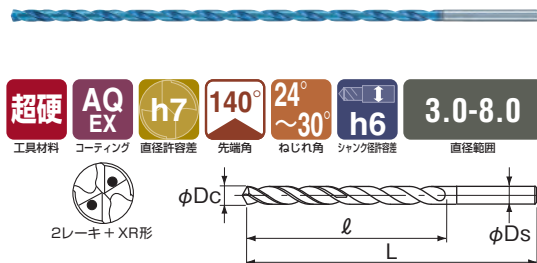 超硬
AQ
EX
h7
140°
24°
～30°
h6
3.0-8.0
工具材料
コーティング
直径許容差
先端角
ねじれ角
シャンク径許容差
直径範囲
2レーキ＋XR形
φDc
ℓ
L
φDs